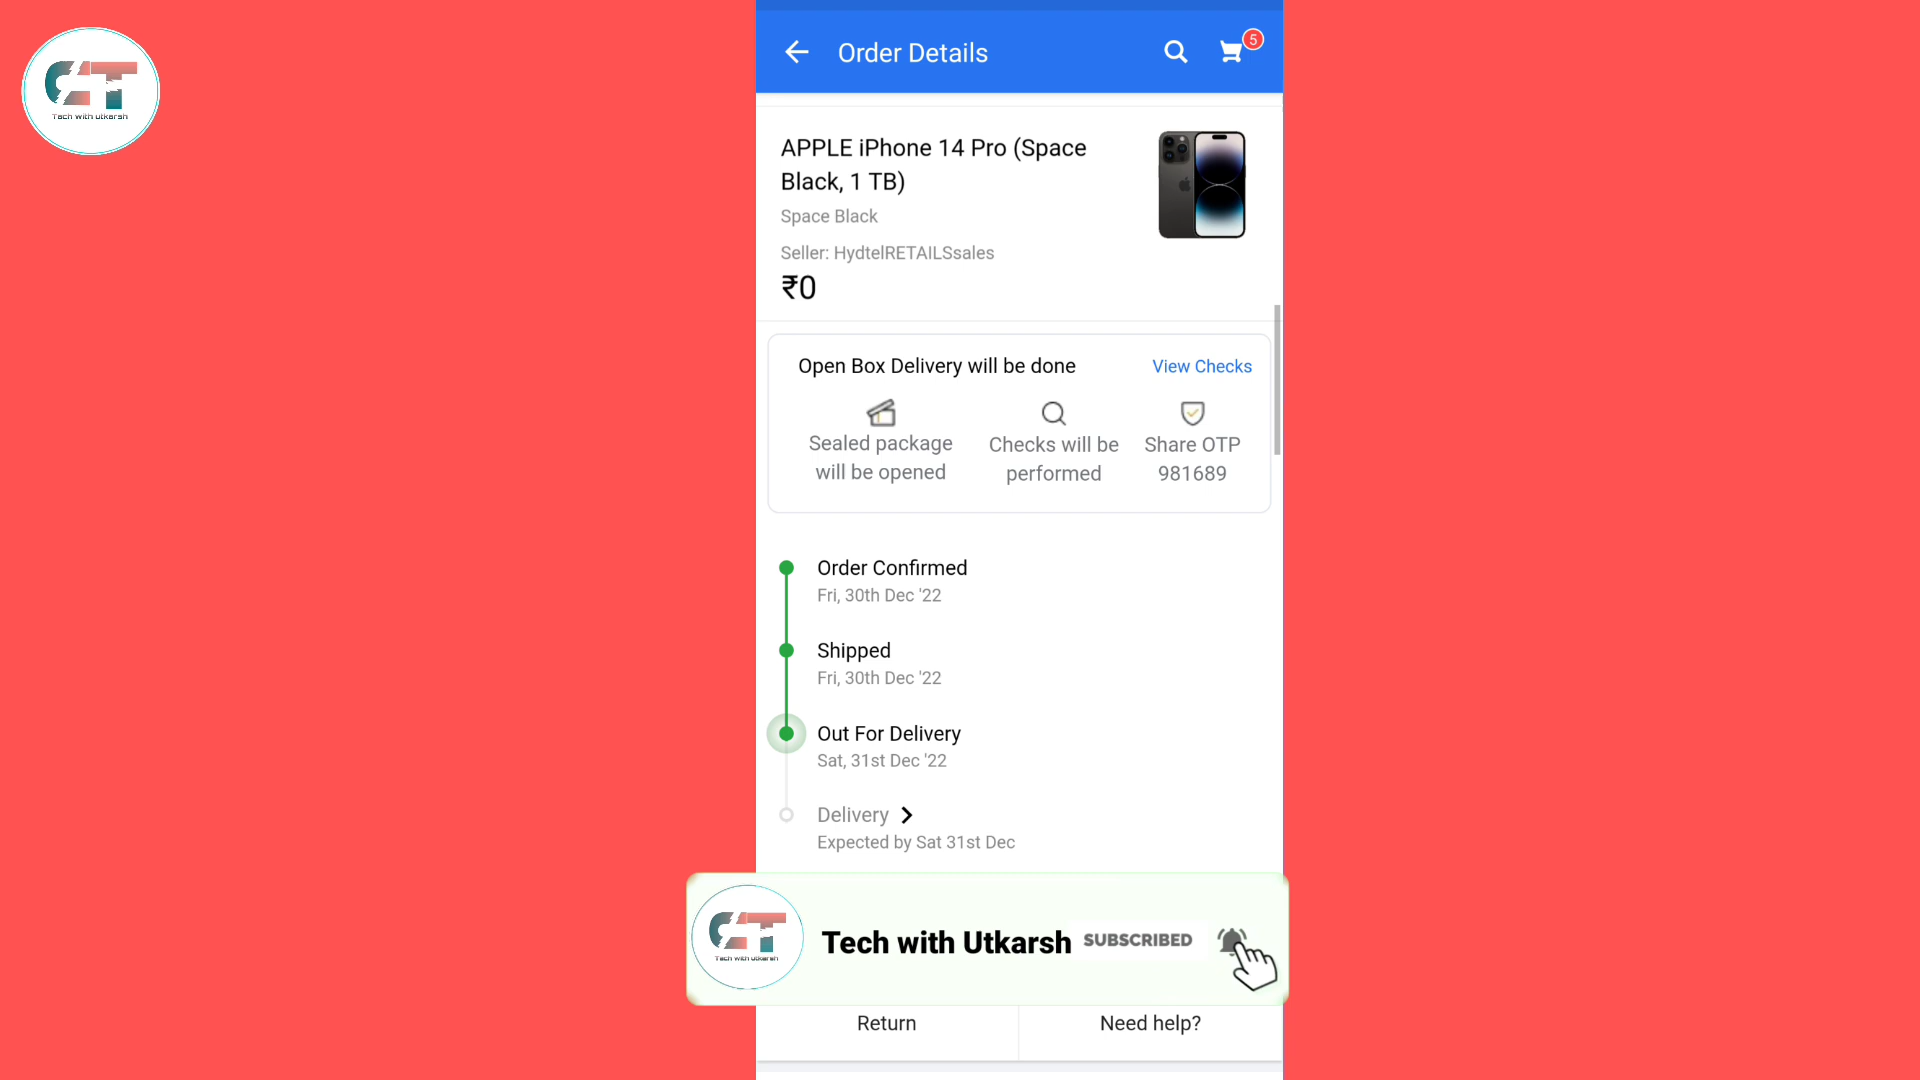 Tech with Utkarsh
Order Details
5
APPLE iPhone 14 Pro (Space
Black, 1 TB)
Space Black
Seller: HydtelRETAILSsales
₹0
Open Box Delivery will be done
View Checks
Sealed package
will be opened
Checks will be
performed
Share OTP
981689
Order Confirmed
Fri, 30th Dec '22
Shipped
Fri, 30th Dec '22
Out For Delivery
Sat, 31st Dec '22
Delivery
Expected by Sat 31st Dec
Tech with Utkarsh
Tech with Utkarsh
SUBSCRIBED
Return
Need help?